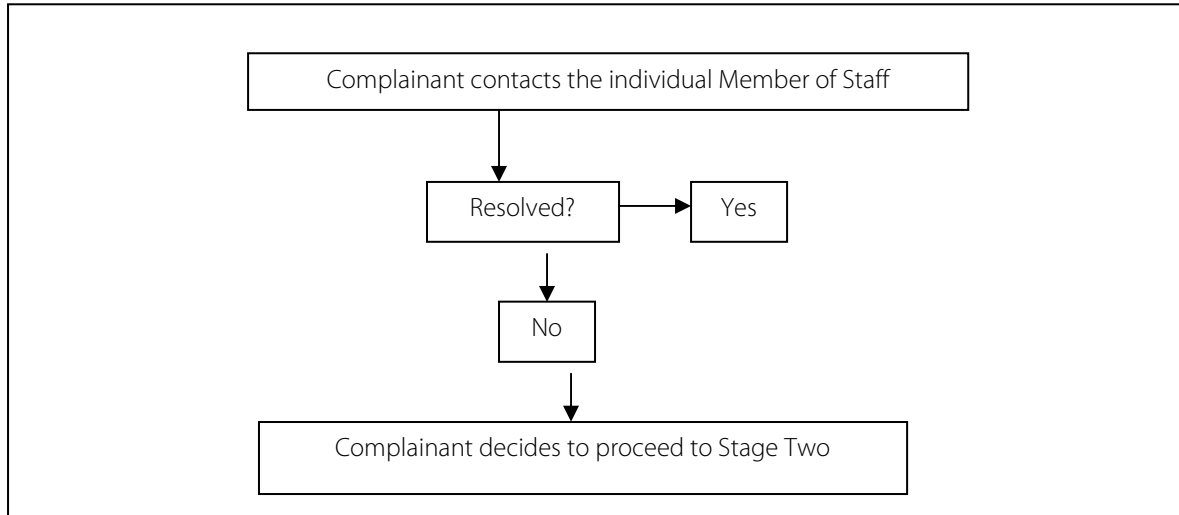 Complainant contacts the individual Member of Staff
Resolved?
Yes
No
Complainant decides to proceed to Stage Two